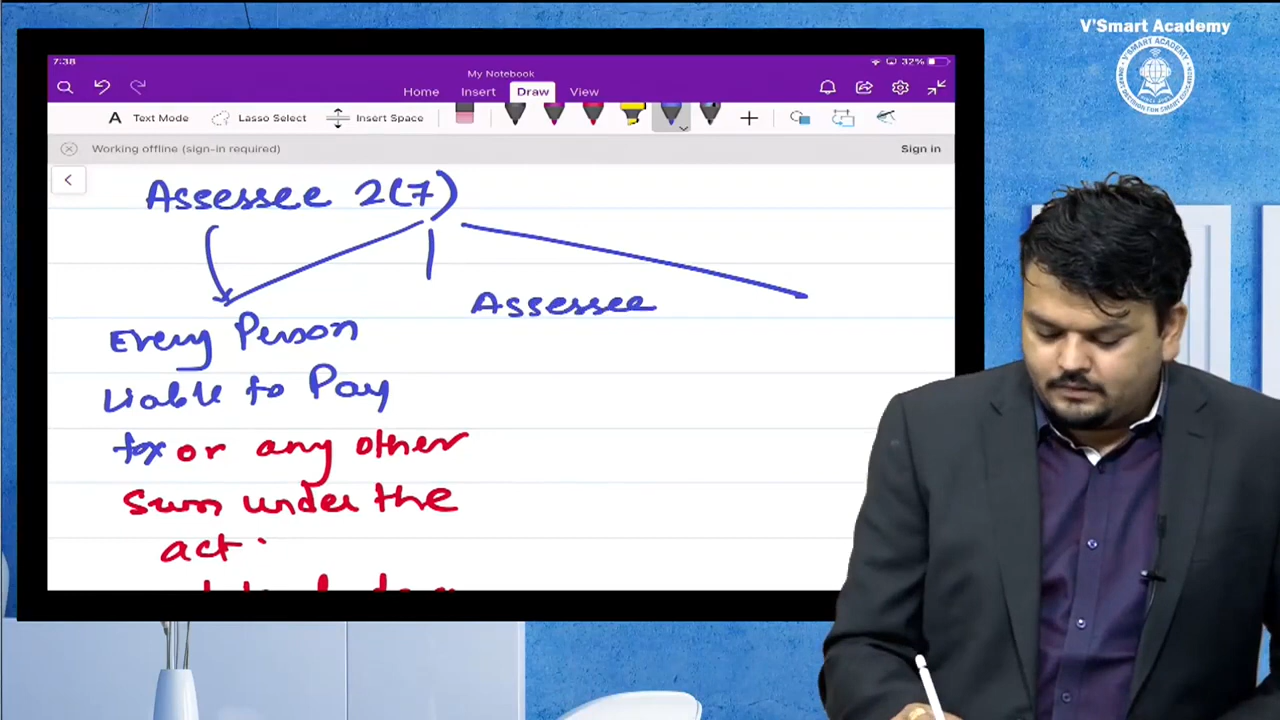 V'Smart Academy
7:38
32%
My Notebook
Home Insert Draw View
Text Mode Lasso Select Insert Space
Working offline (sign-in required) Sign in
Assessee 2(7)
Assessee
Every Person
Liable to Pay
tax or any other
Sum under the
act